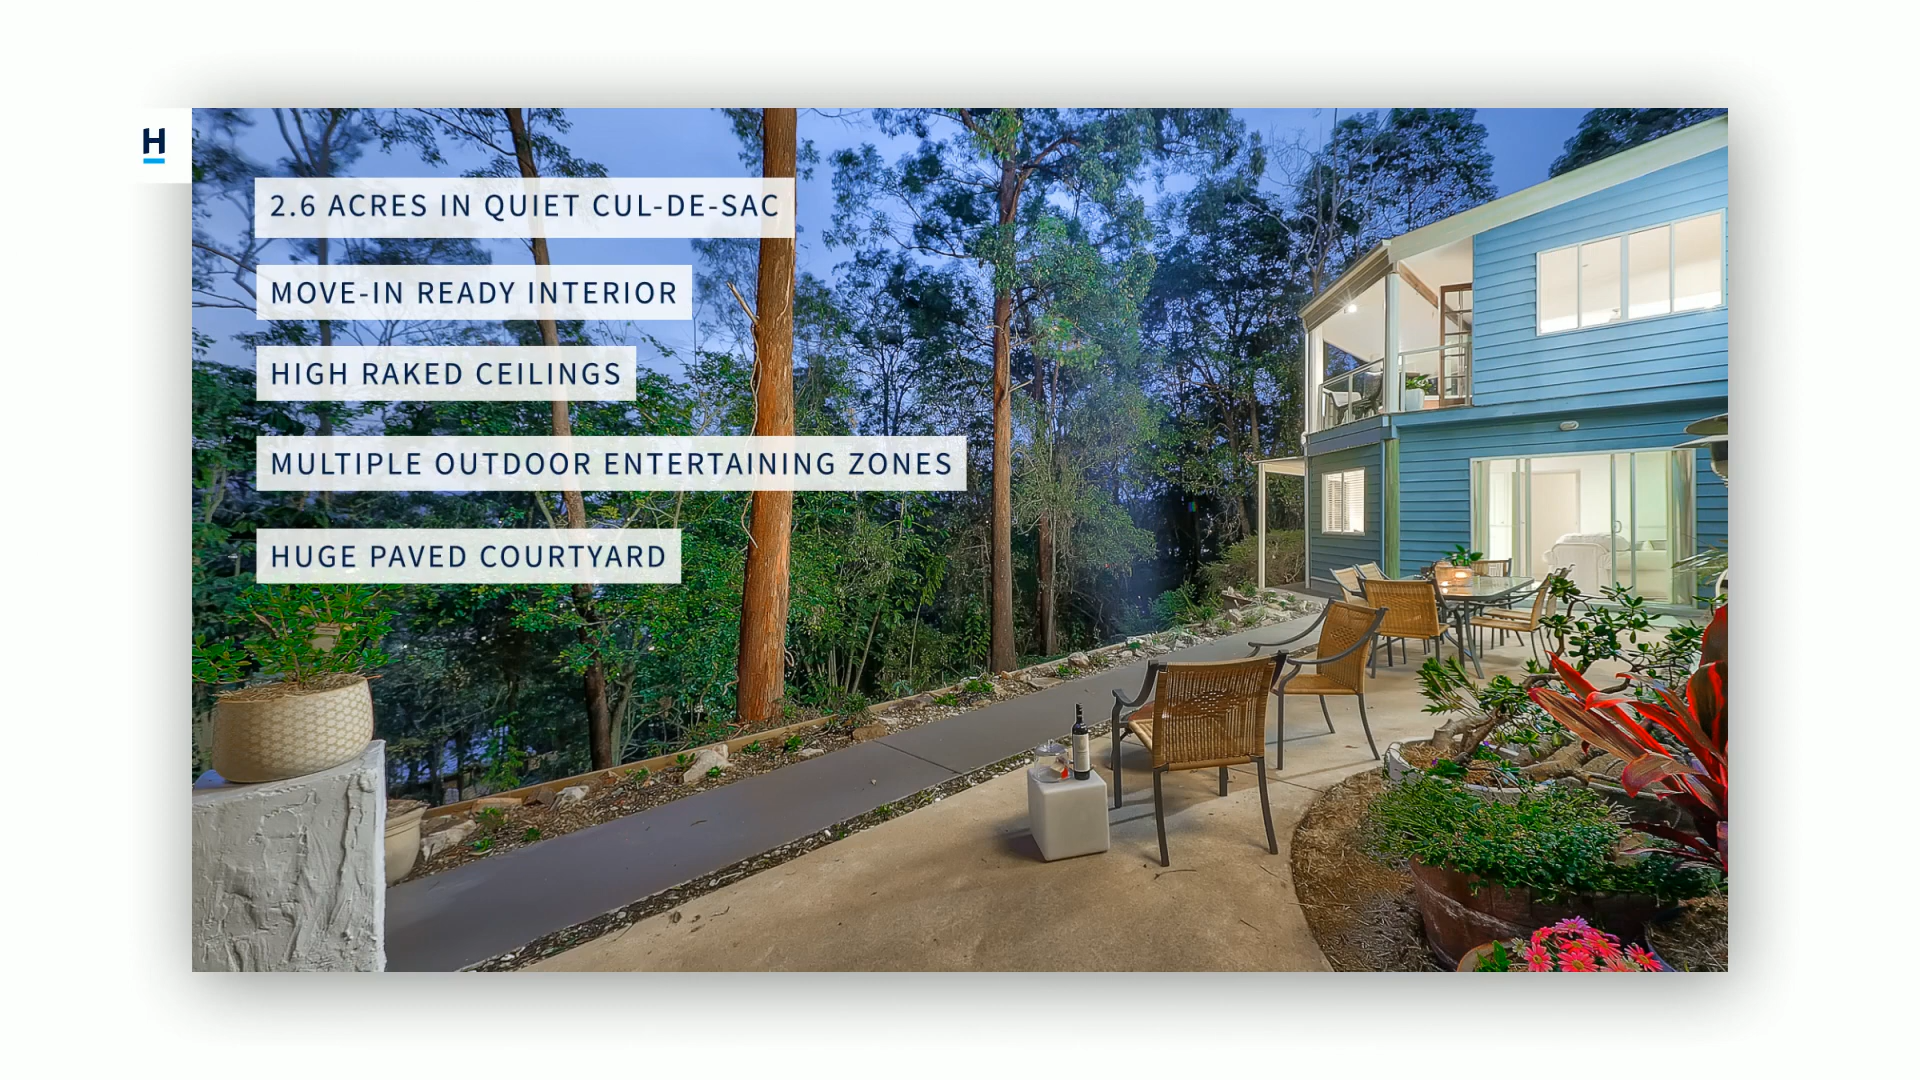 H
2.6 ACRES IN QUIET CUL-DE-SAC
MOVE-IN READY INTERIOR
HIGH RAKED CEILINGS
MULTIPLE OUTDOOR ENTERTAINING ZONES
HUGE PAVED COURTYARD